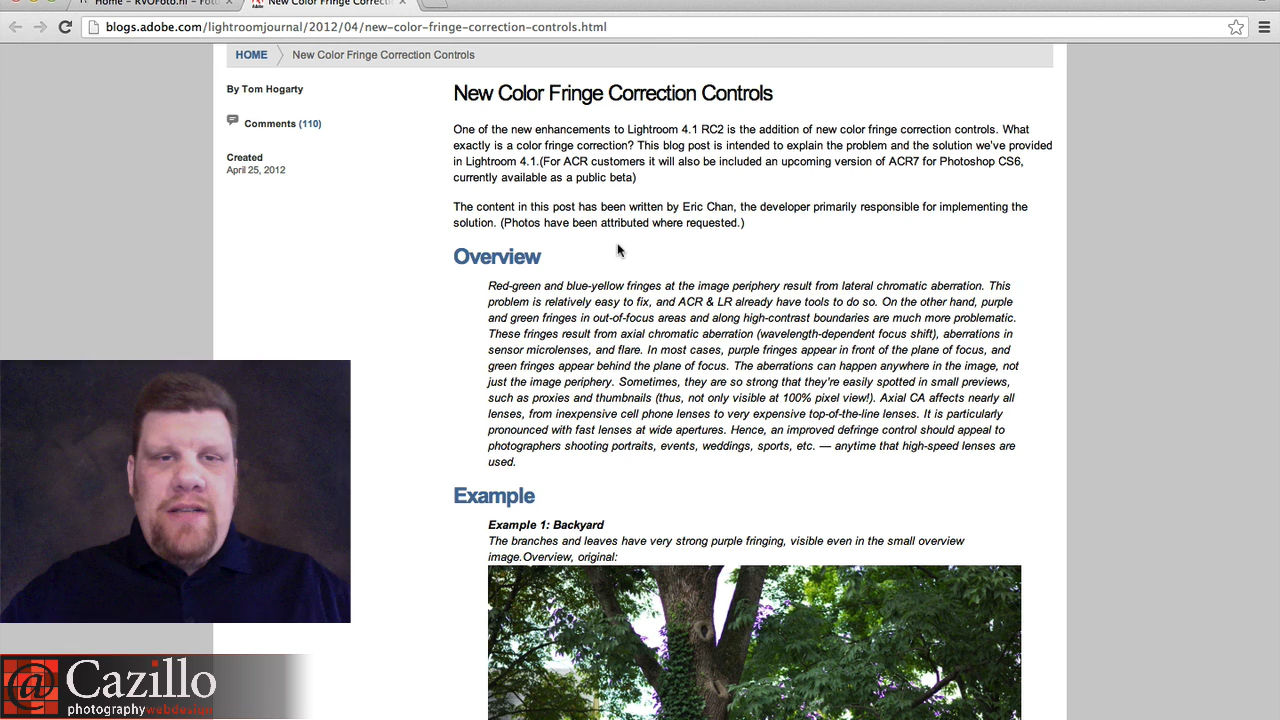 Home – RVOFoto.nl – Foto
New Color Fringe Correcti
blogs.adobe.com/lightroomjournal/2012/04/new-color-fringe-correction-controls.html
HOME
New Color Fringe Correction Controls
By Tom Hogarty
Comments (110)
Created
April 25, 2012
New Color Fringe Correction Controls
One of the new enhancements to Lightroom 4.1 RC2 is the addition of new color fringe correction controls. What
exactly is a color fringe correction? This blog post is intended to explain the problem and the solution we've provided
in Lightroom 4.1.(For ACR customers it will also be included an upcoming version of ACR7 for Photoshop CS6,
currently available as a public beta)
The content in this post has been written by Eric Chan, the developer primarily responsible for implementing the
solution. (Photos have been attributed where requested.)
Overview
Red-green and blue-yellow fringes at the image periphery result from lateral chromatic aberration. This
problem is relatively easy to fix, and ACR & LR already have tools to do so. On the other hand, purple
and green fringes in out-of-focus areas and along high-contrast boundaries are much more problematic.
These fringes result from axial chromatic aberration (wavelength-dependent focus shift), aberrations in
sensor microlenses, and flare. In most cases, purple fringes appear in front of the plane of focus, and
green fringes appear behind the plane of focus. The aberrations can happen anywhere in the image, not
just the image periphery. Sometimes, they are so strong that they're easily spotted in small previews,
such as proxies and thumbnails (thus, not only visible at 100% pixel view!). Axial CA affects nearly all
lenses, from inexpensive cell phone lenses to very expensive top-of-the-line lenses. It is particularly
pronounced with fast lenses at wide apertures. Hence, an improved defringe control should appeal to
photographers shooting portraits, events, weddings, sports, etc. — anytime that high-speed lenses are
used.
Example
Example 1: Backyard
The branches and leaves have very strong purple fringing, visible even in the small overview
image.Overview, original:
@ Cazillo
photographywebdesign